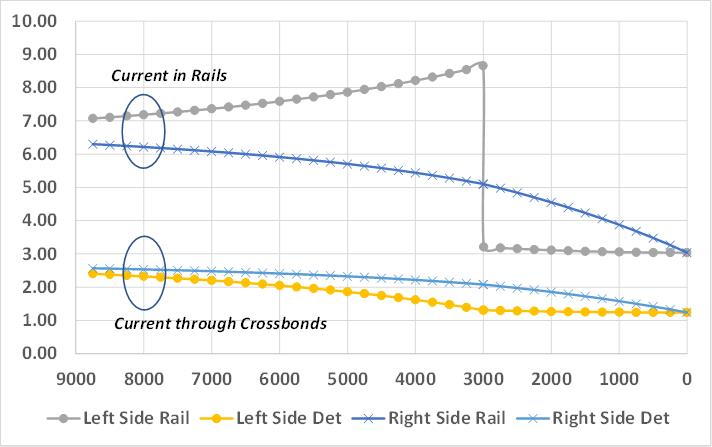 10.00
9.00
8.00
7.00
6.00
5.00
4.00
3.00
2.00
1.00
0.00
Current in Rails
Current through Crossbonds
9000 8000 7000 6000 5000 4000 3000 2000 1000 0
Left Side Rail Left Side Det Right Side Rail Right Side Det